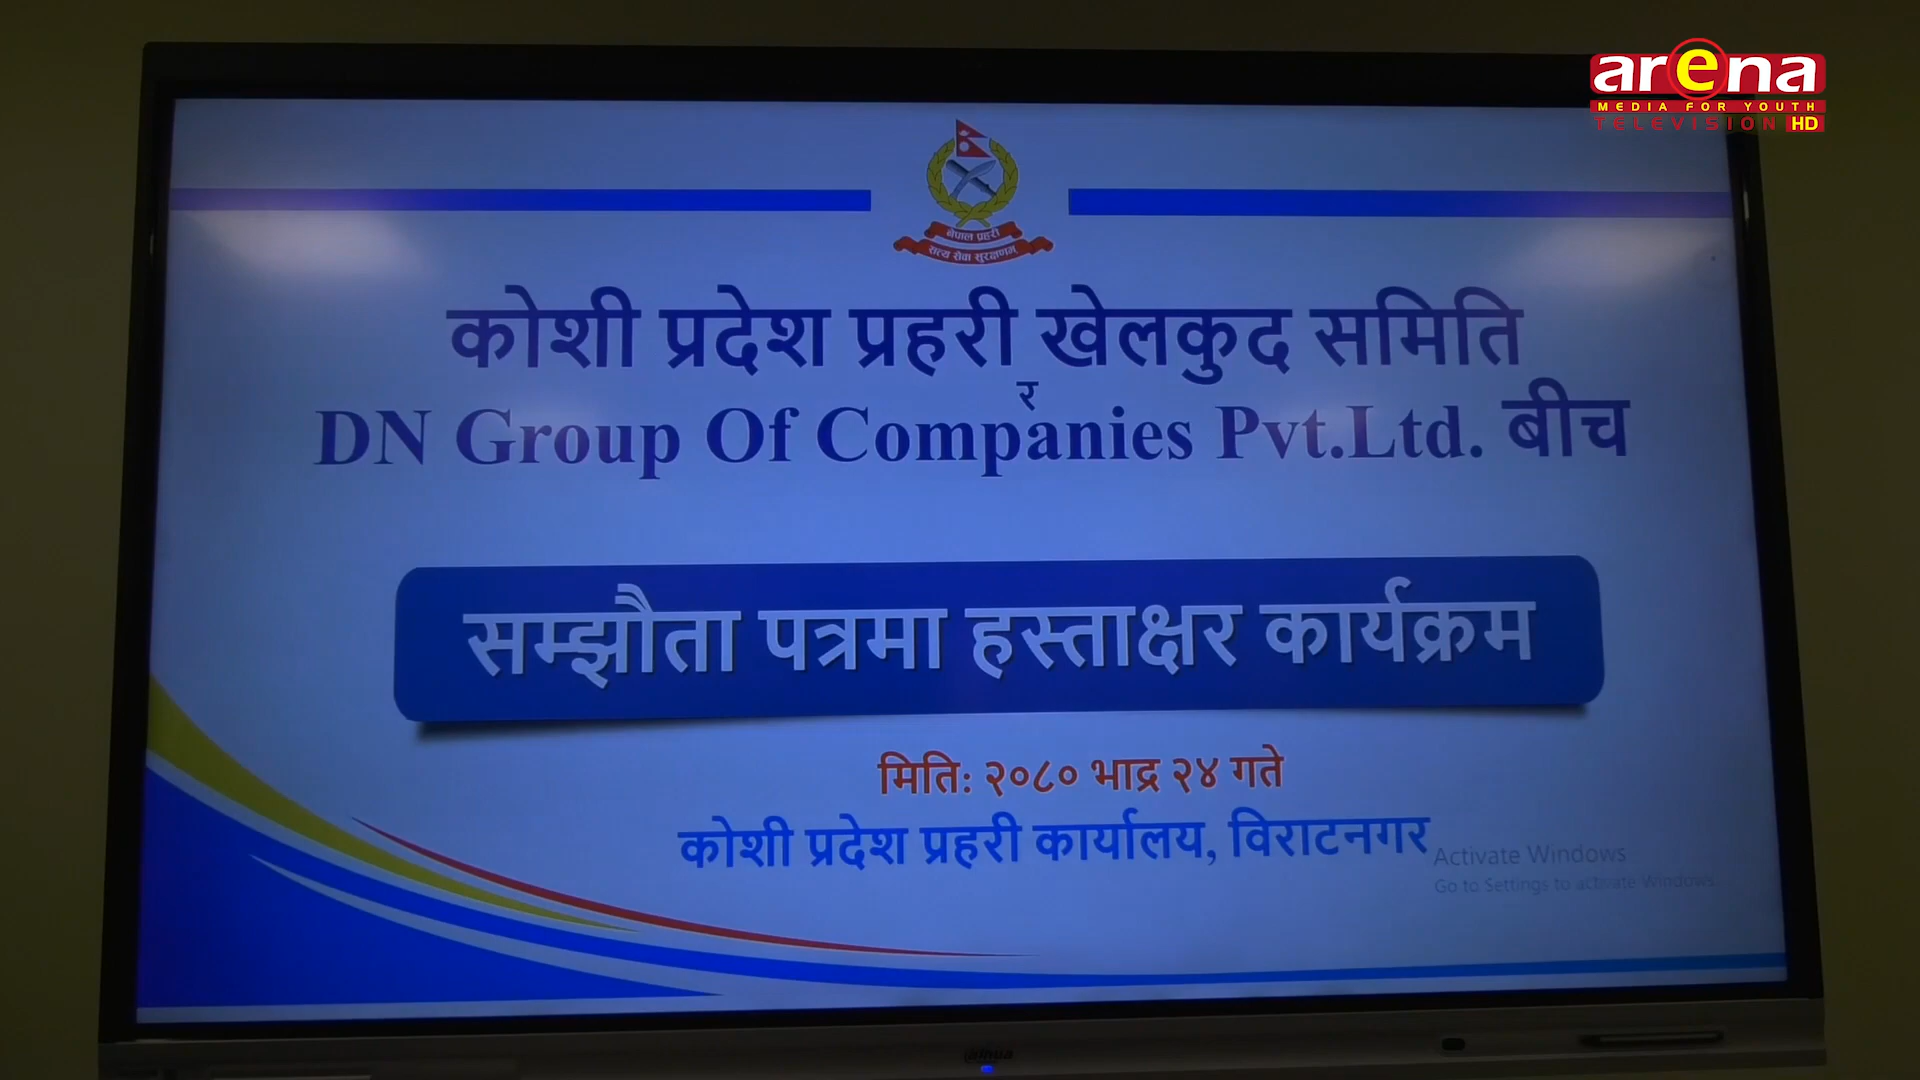 arena
MEDIA FOR YOUTH
TELEVISION HD
नेपाल प्रहरी
सत्य सेवा सुरक्षणम्
कोशी प्रदेश प्रहरी खेलकुद समिति
र
DN Group Of Companies Pvt.Ltd. बीच
सम्झौता पत्रमा हस्ताक्षर कार्यक्रम
मिति: २०८० भाद्र २४ गते
कोशी प्रदेश प्रहरी कार्यालय, विराटनगर
Activate Windows
Go to Settings to activate Windows.
alhua